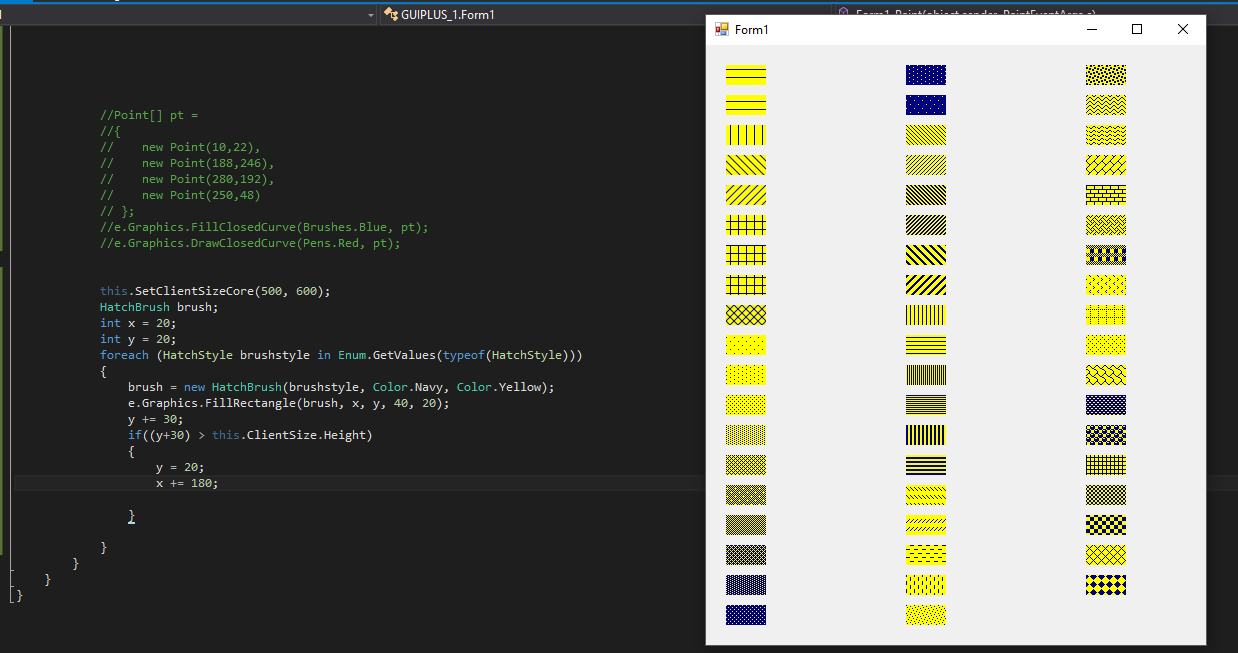 GUIPLUS_1.Form1
Form1_Paint(object sender, PaintEventArgs e)
Form1
//Point[] pt =
//{
//    new Point(10,22),
//    new Point(188,246),
//    new Point(280,192),
//    new Point(250,48)
// };
//e.Graphics.FillClosedCurve(Brushes.Blue, pt);
//e.Graphics.DrawClosedCurve(Pens.Red, pt);
this.SetClientSizeCore(500, 600);
HatchBrush brush;
int x = 20;
int y = 20;
foreach (HatchStyle brushstyle in Enum.GetValues(typeof(HatchStyle)))
{
brush = new HatchBrush(brushstyle, Color.Navy, Color.Yellow);
e.Graphics.FillRectangle(brush, x, y, 40, 20);
y += 30;
if((y+30) > this.ClientSize.Height)
{
y = 20;
x += 180;
}
}
}
}
}